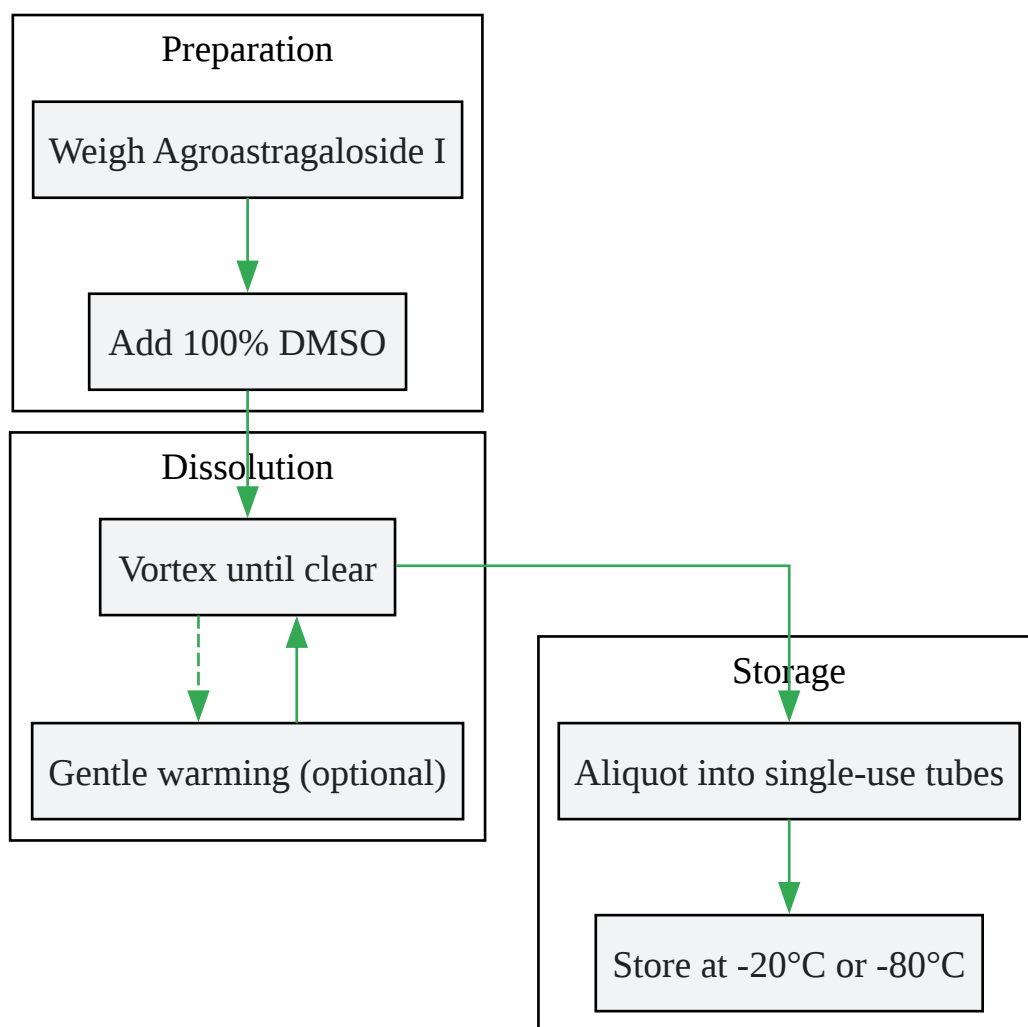 Preparation
Weigh Agroastragaloside I
Add 100% DMSO
Dissolution
Vortex until clear
Gentle warming (optional)
Storage
Aliquot into single-use tubes
Store at -20°C or -80°C